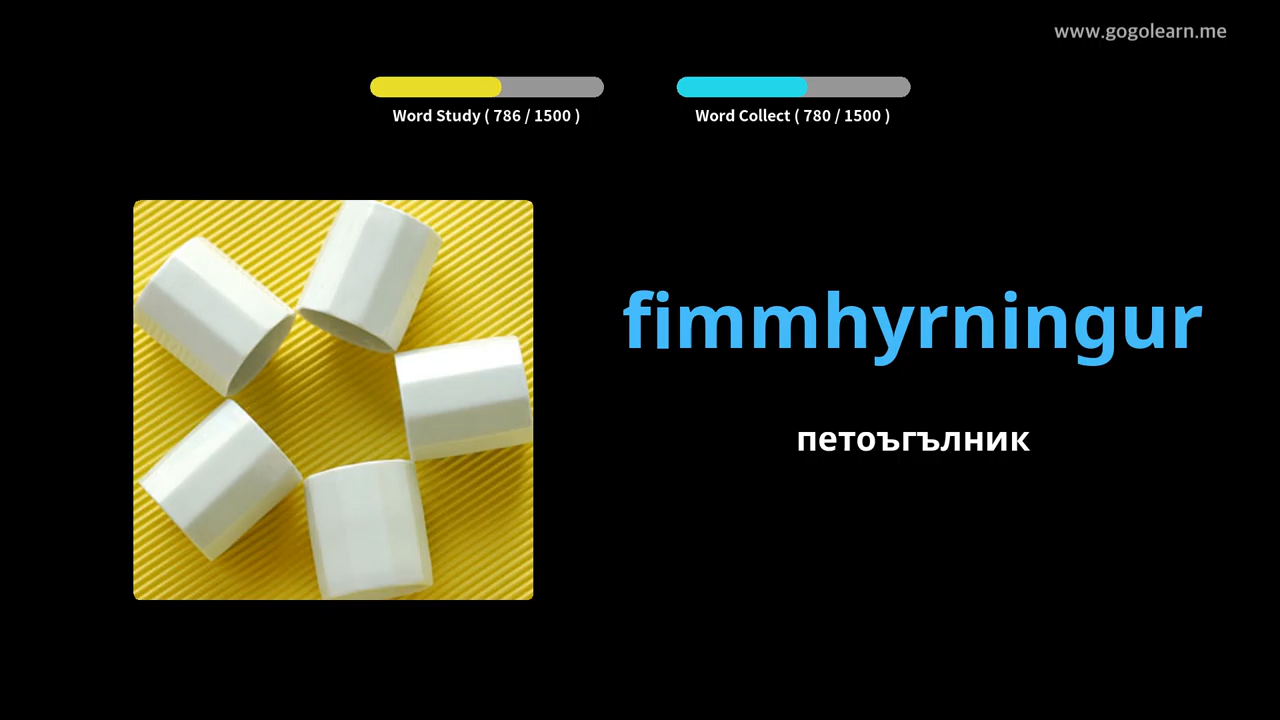 www.gogolearn.me
Word Study ( 786 / 1500 )
Word Collect ( 780 / 1500 )
fimmhyrningur
петоъгълник